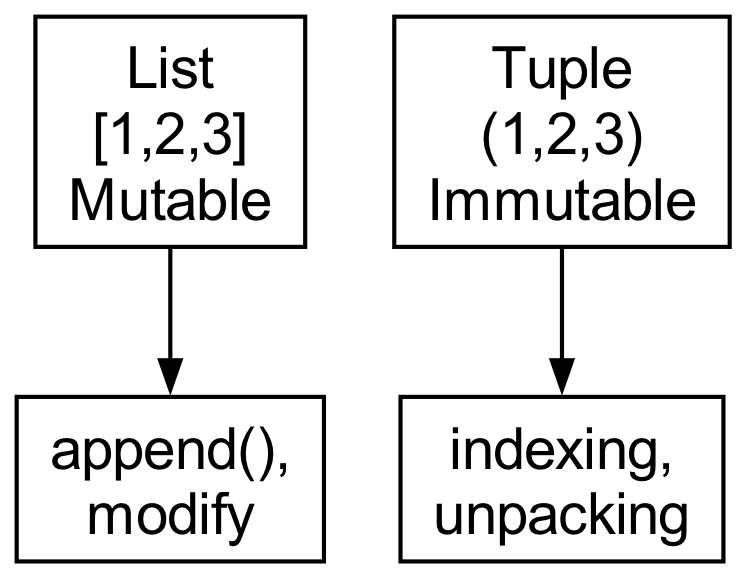 List
[1,2,3]
Mutable
Tuple
(1,2,3)
Immutable
append(),
modify
indexing,
unpacking